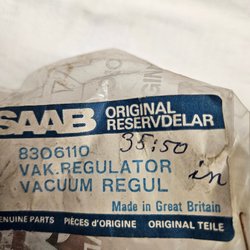 SAAB
ORIGINAL
RESERVDELAR
8306110
35:50
VAK.REGULATOR
in
VACUUM REGUL
Made in Great Britain
GENUINE PARTS PIÈCES D'ORIGINE ORIGINAL TEILE